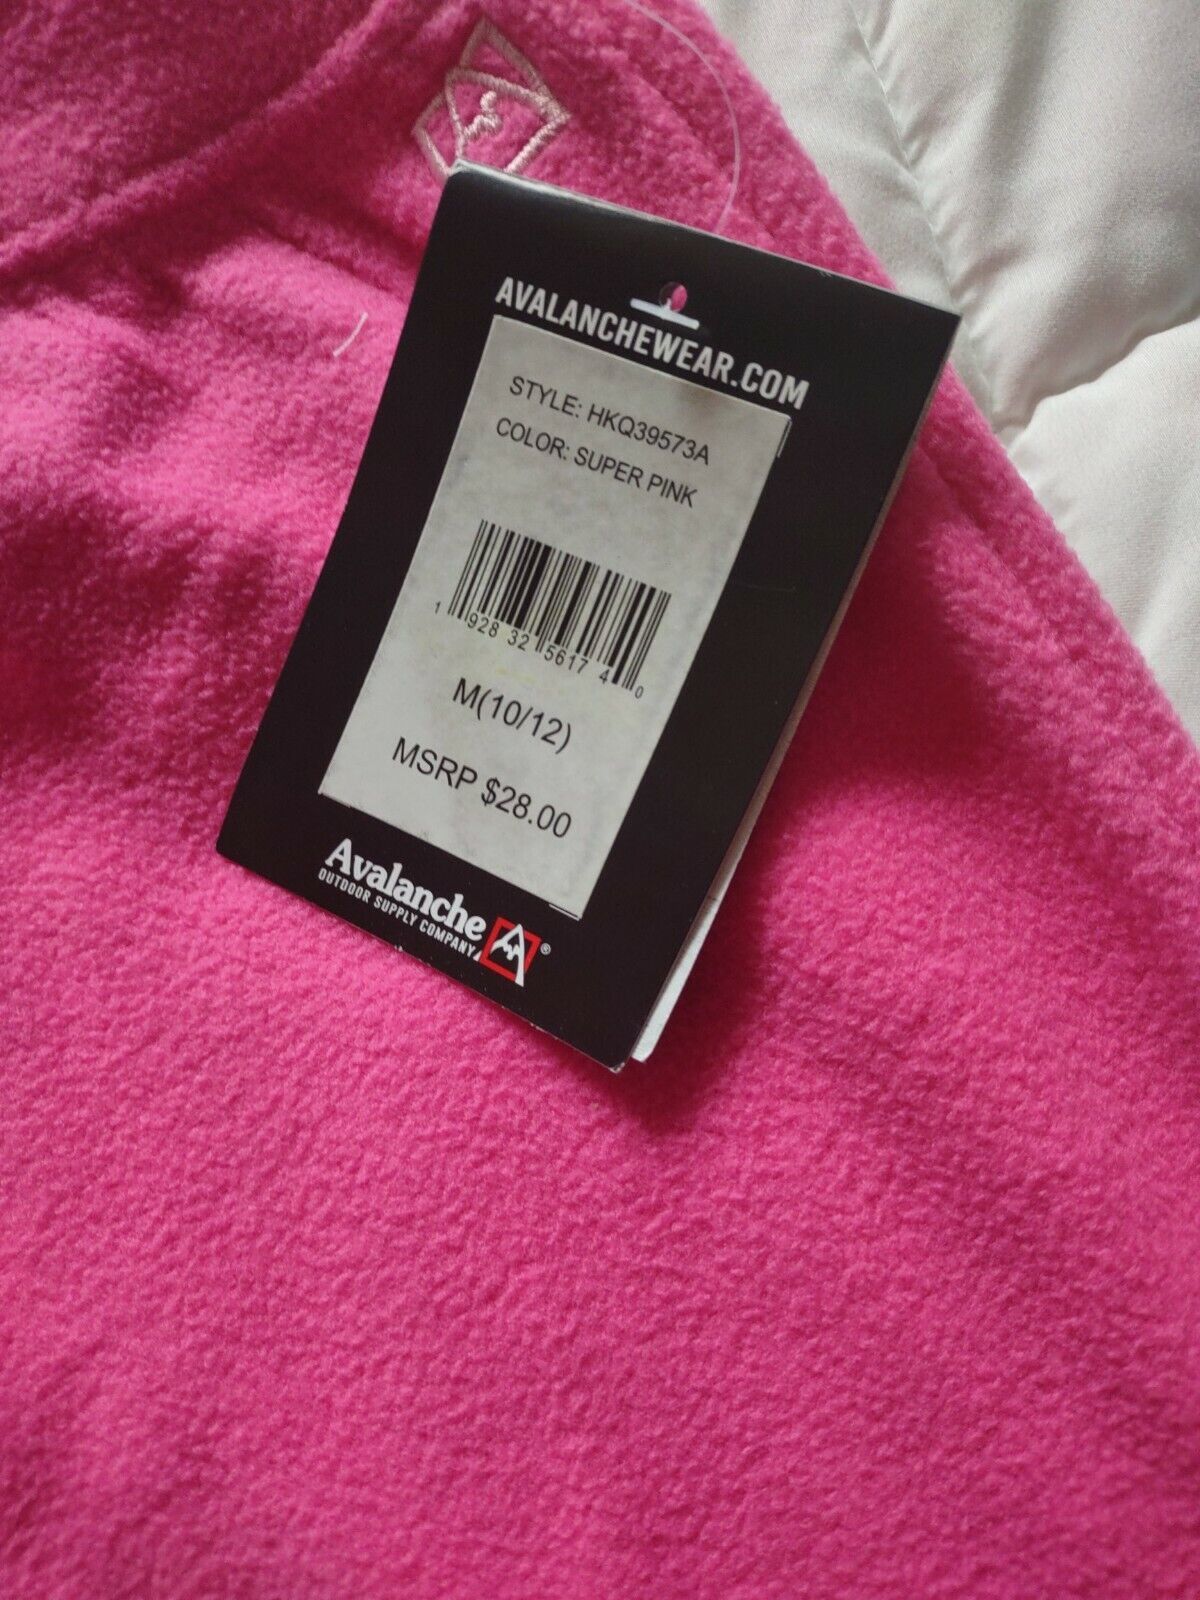 AVALANCHEWEAR.COM
STYLE: HKQ39573A
COLOR: SUPER PINK
1 928 32 5617 4 0
M(10/12)
MSRP $28.00
Avalanche ®
OUTDOOR SUPPLY COMPANY